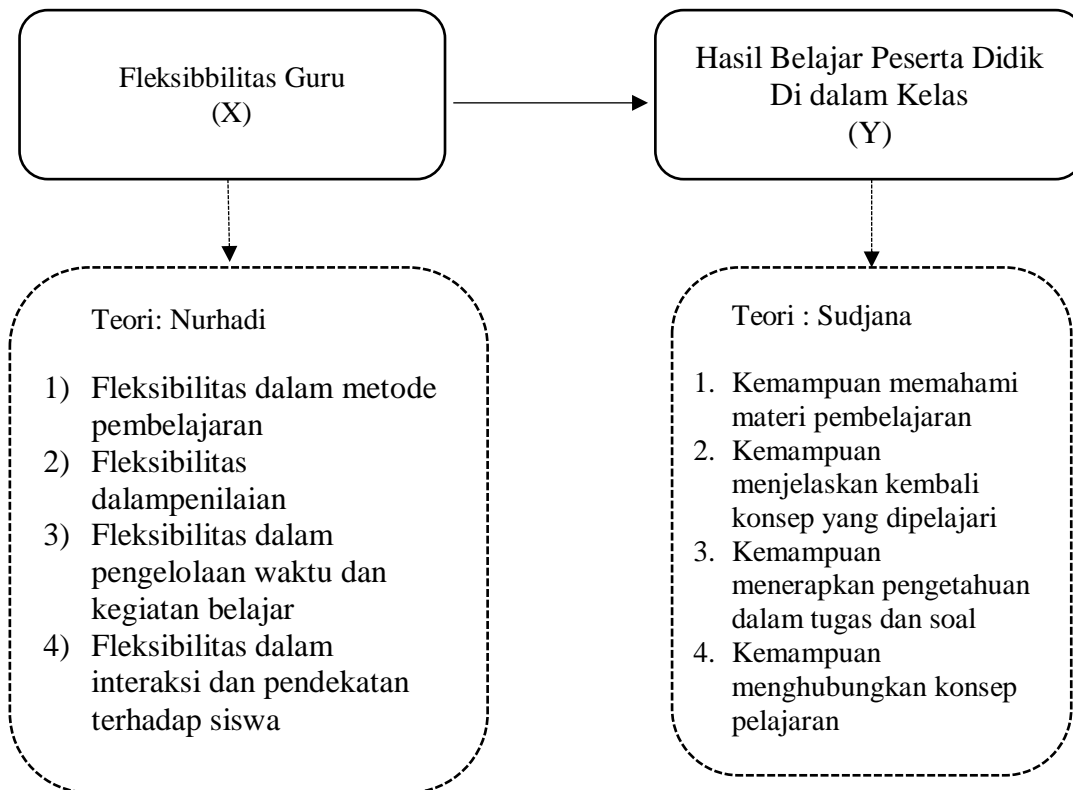 Fleksibbilitas Guru
(X)
Hasil Belajar Peserta Didik
Di dalam Kelas
(Y)
Teori: Nurhadi
1) Fleksibilitas dalam metode
pembelajaran
2) Fleksibilitas
dalampenilaian
3) Fleksibilitas dalam
pengelolaan waktu dan
kegiatan belajar
4) Fleksibilitas dalam
interaksi dan pendekatan
terhadap siswa
Teori : Sudjana
1. Kemampuan memahami
materi pembelajaran
2. Kemampuan
menjelaskan kembali
konsep yang dipelajari
3. Kemampuan
menerapkan pengetahuan
dalam tugas dan soal
4. Kemampuan
menghubungkan konsep
pelajaran